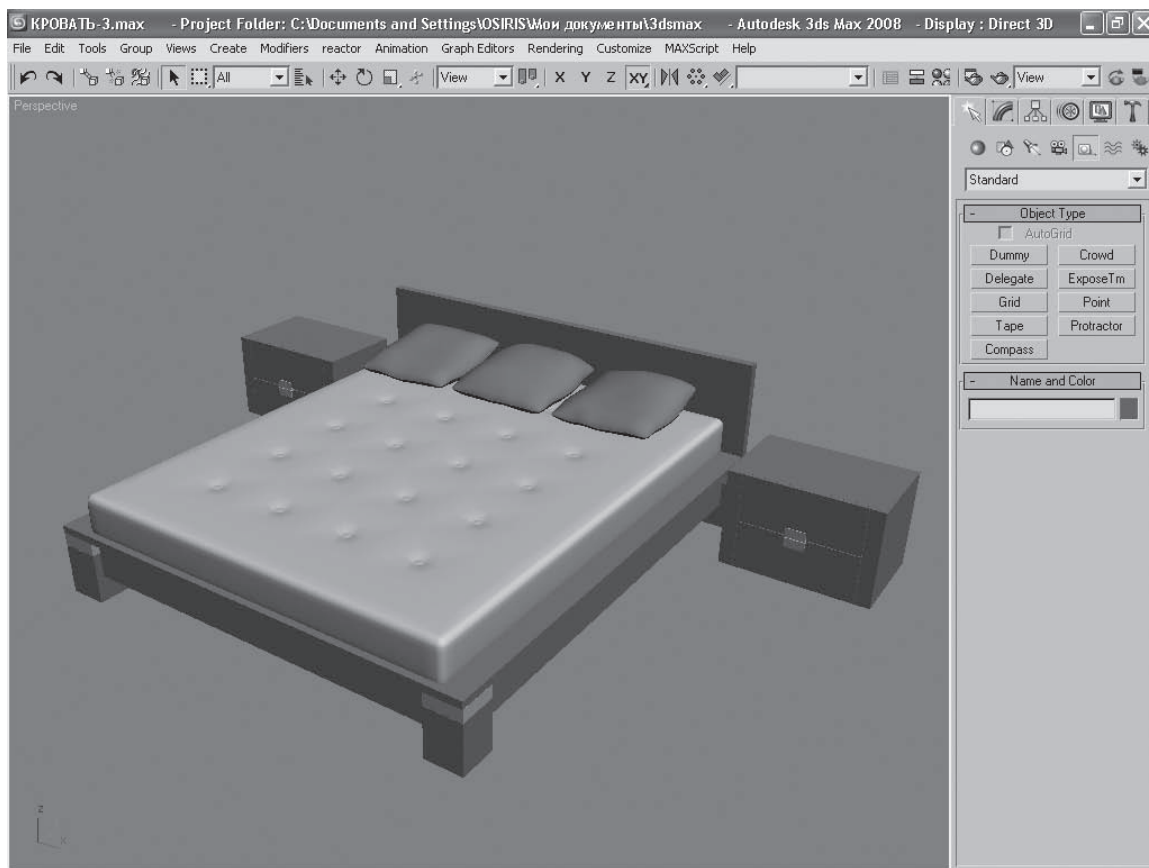 КРОВАТЬ-3.max - Project Folder: C:\Documents and Settings\OSIRIS\Мои документы\3dsmax - Autodesk 3ds Max 2008 - Display : Direct 3D
File Edit Tools Group Views Create Modifiers reactor Animation Graph Editors Rendering Customize MAXScript Help
All View X Y Z XY View
Perspective
Standard
- Object Type
AutoGrid
Dummy Crowd
Delegate ExposeTm
Grid Point
Tape Protractor
Compass
- Name and Color
z
x